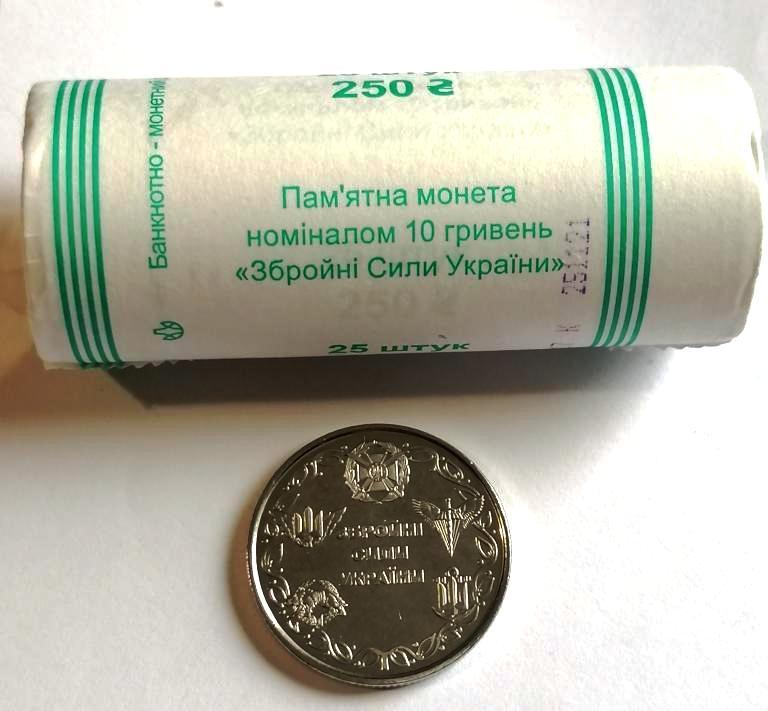 250 ₴
Банкнотно - монетний
Пам'ятна монета
номіналом 10 гривень
«Збройні Сили України»
25 штук
ЗБРОЙНІ
СИЛИ
УКРАЇНИ